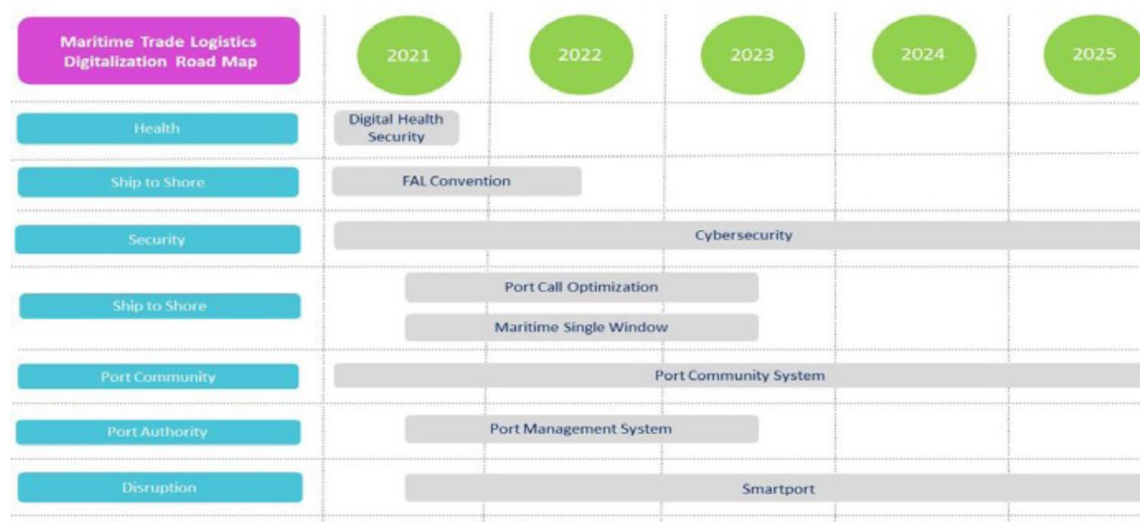 Maritime Trade Logistics
Digitalization Road Map
2021
2022
2023
2024
2025
Health
Digital Health
Security
Ship to Shore
FAL Convention
Security
Cybersecurity
Ship to Shore
Port Call Optimization
Maritime Single Window
Port Community
Port Community System
Port Authority
Port Management System
Disruption
Smartport